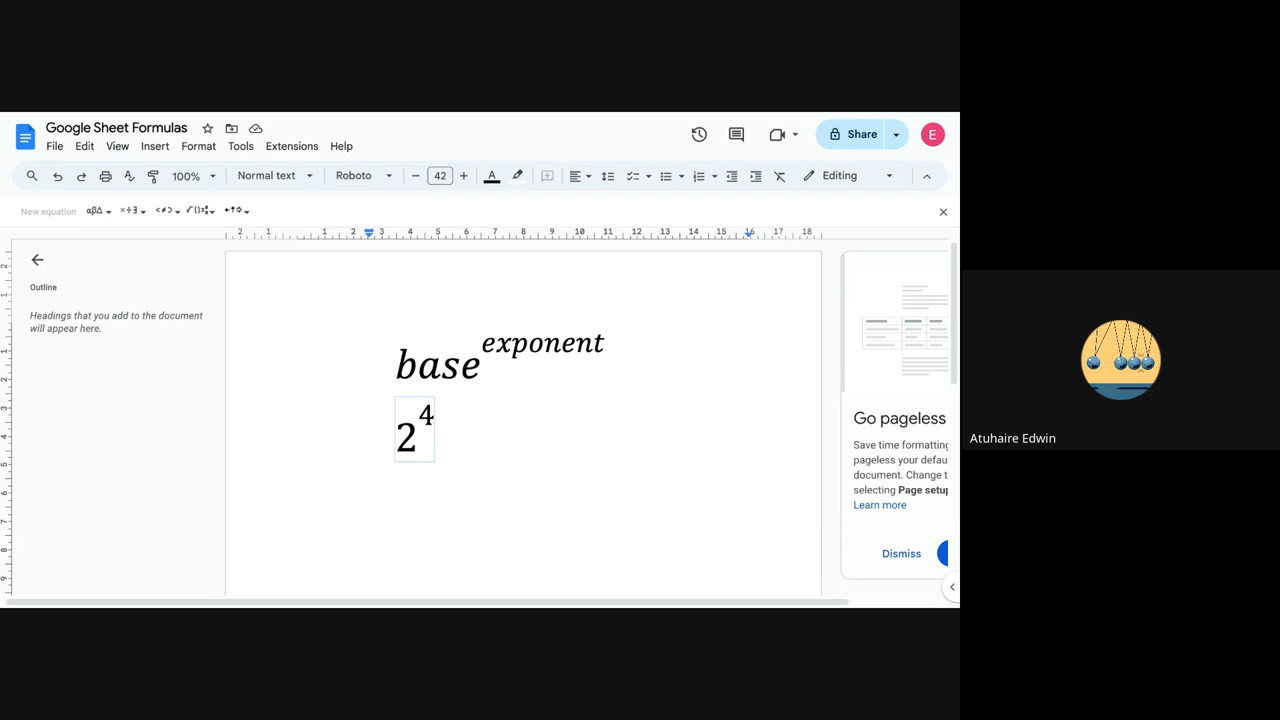 Google Sheet Formulas
File Edit View Insert Format Tools Extensions Help
Share
E
100% Normal text Roboto 42 A Editing
New equation αβΔ ×÷∃
2 1 1 2 3 4 5 6 7 8 9 10 11 12 13 14 15 16 17 18
Outline
Headings that you add to the document
will appear here.
base^exponent
2^4
Go pageless
Save time formatting
pageless your defau
document. Change t
selecting Page setup
Learn more
Dismiss
Atuhaire Edwin